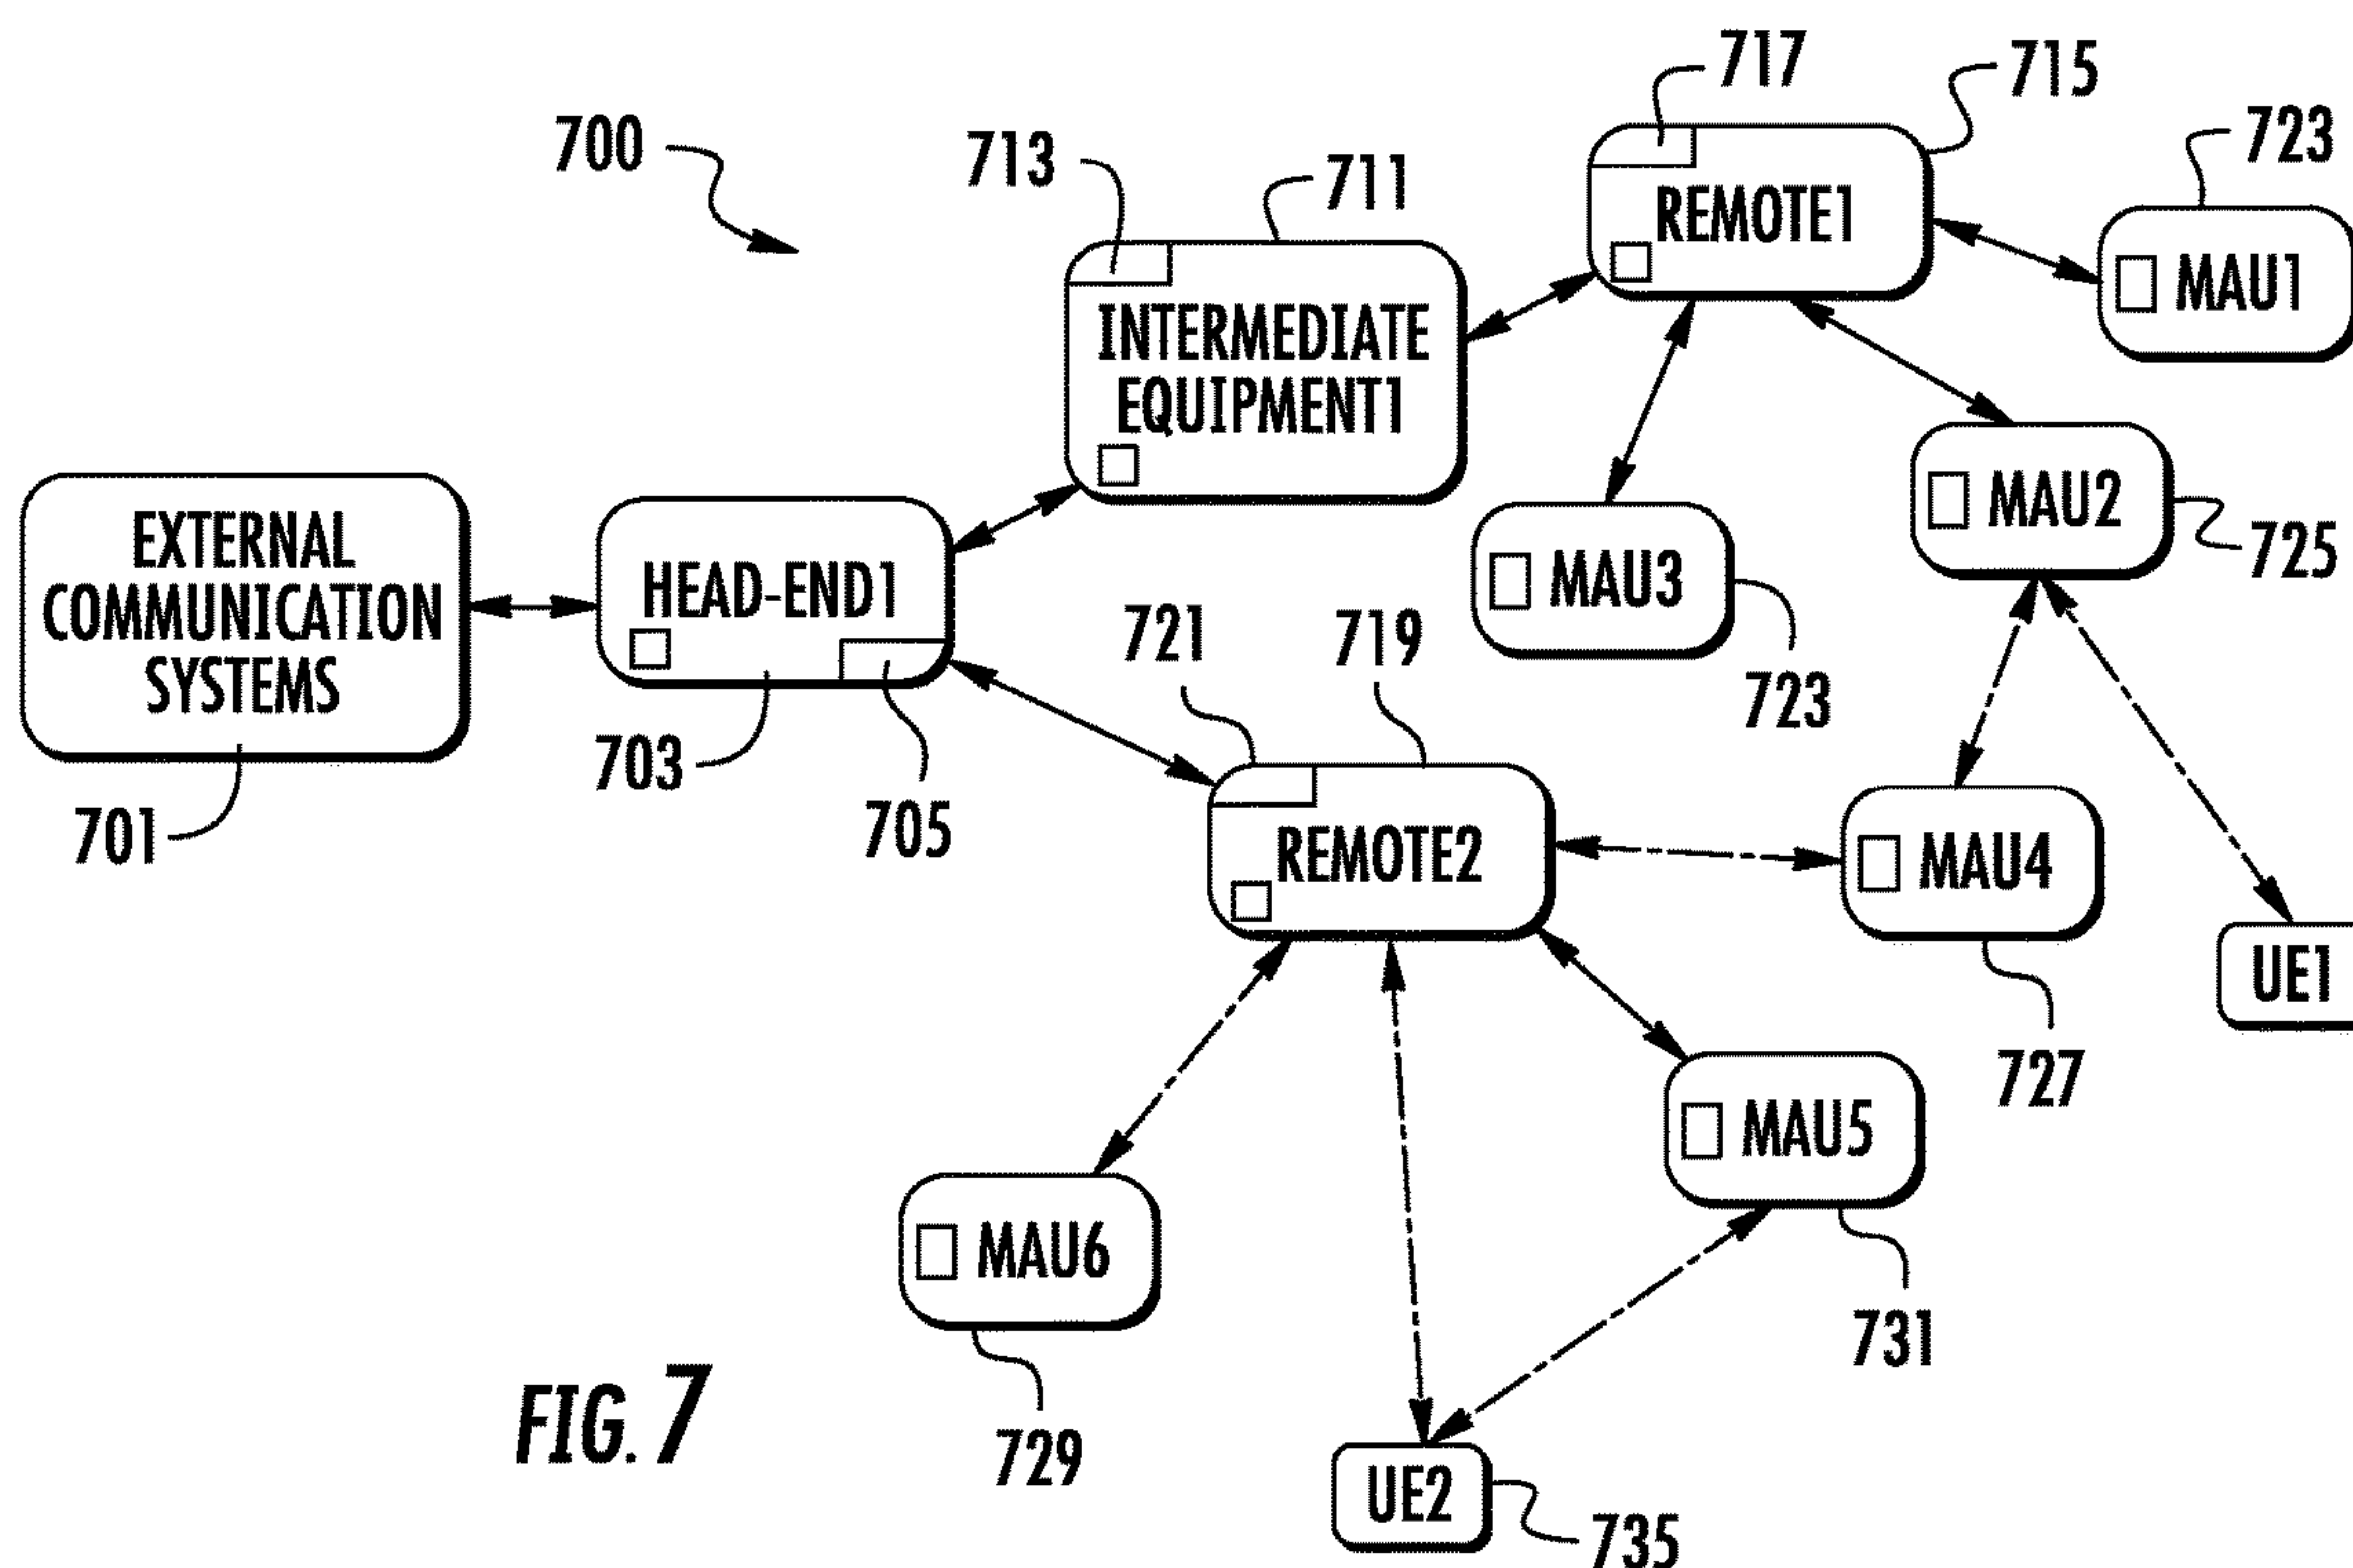 717
715
700
713
711
723
REMOTE1
MAU1
INTERMEDIATE
EQUIPMENT1
MAU2
EXTERNAL
COMMUNICATION
SYSTEMS
HEAD-END1
MAU3
725
721
719
723
703
705
701
REMOTE2
MAU4
UE1
727
MAU5
MAU6
731
729
FIG. 7
UE2
735